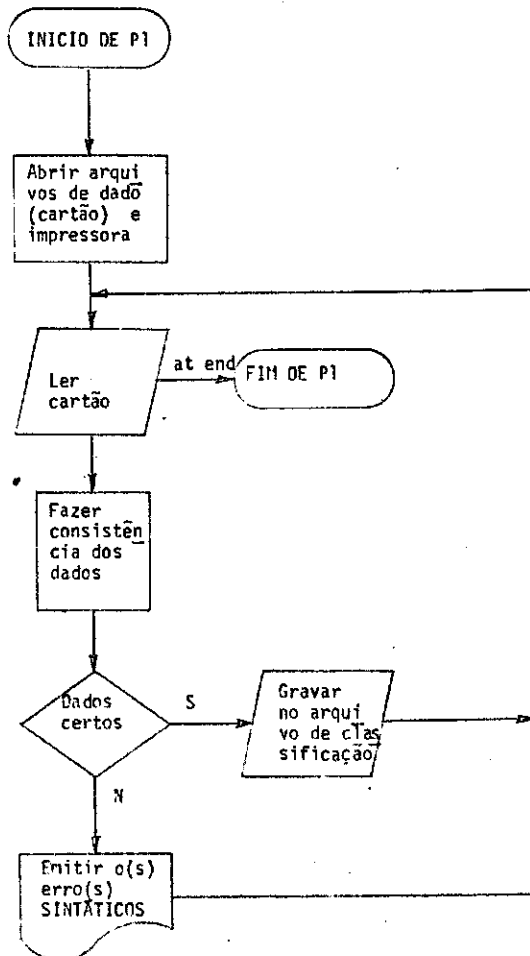 INICIO DE P1
Abrir arqui
vos de dado
(cartão) e
impressora
Ler
cartão
at end
FIM DE P1
Fazer
consistên
cia dos
dados
Dados
certos
S
Gravar
no arqui
vo de clas
sificação
N
Emitir o(s)
erro(s)
SINTÁTICOS